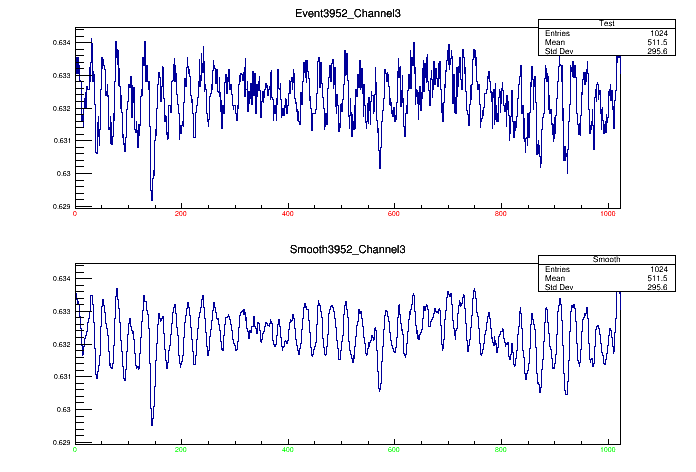 Event3952_Channel3
Test
Entries 1024
Mean 511.5
Std Dev 295.6
0.634
0.633
0.632
0.631
0.63
0.629
0 200 400 600 800 1000
Smooth3952_Channel3
Smooth
Entries 1024
Mean 511.5
Std Dev 295.6
0.634
0.633
0.632
0.631
0.63
0.629
0 200 400 600 800 1000